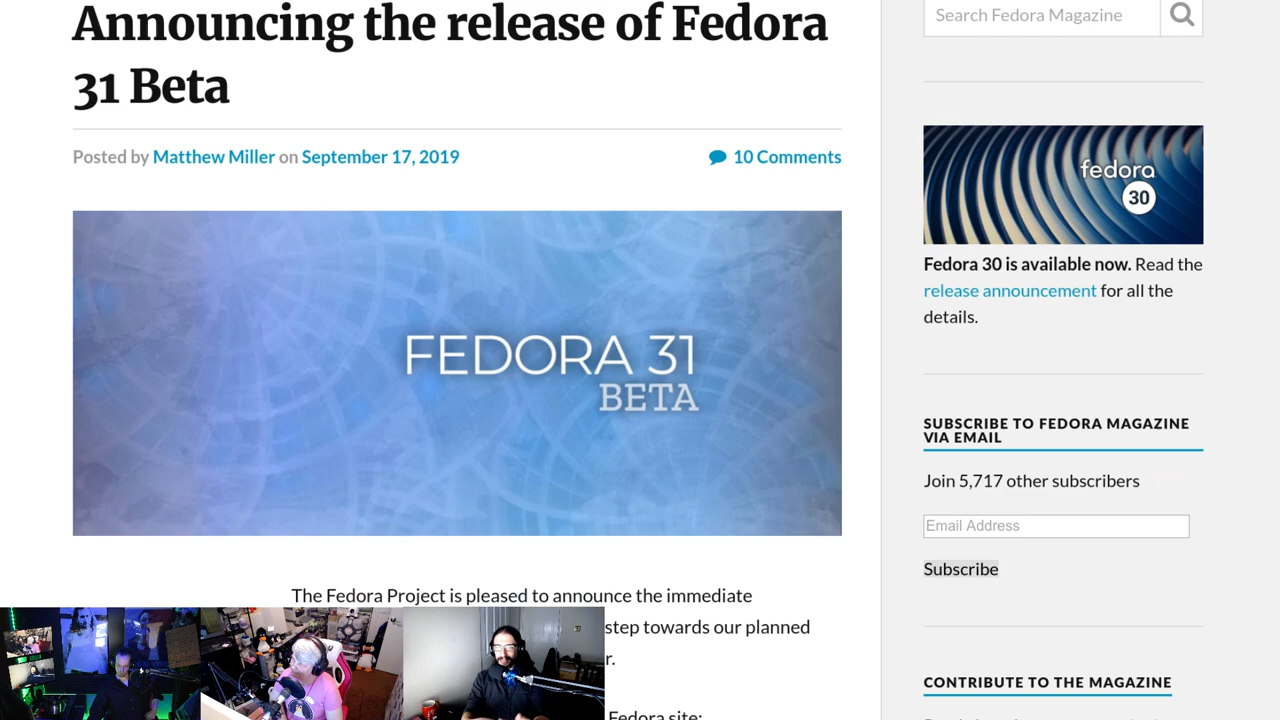 Announcing the release of Fedora
31 Beta
Posted by Matthew Miller on September 17, 2019
10 Comments
FEDORA 31
BETA
The Fedora Project is pleased to announce the immediate
step towards our planned
r.
Fedora site:
Search Fedora Magazine
fedora
30
Fedora 30 is available now. Read the
release announcement for all the
details.
SUBSCRIBE TO FEDORA MAGAZINE
VIA EMAIL
Join 5,717 other subscribers
Email Address
Subscribe
CONTRIBUTE TO THE MAGAZINE